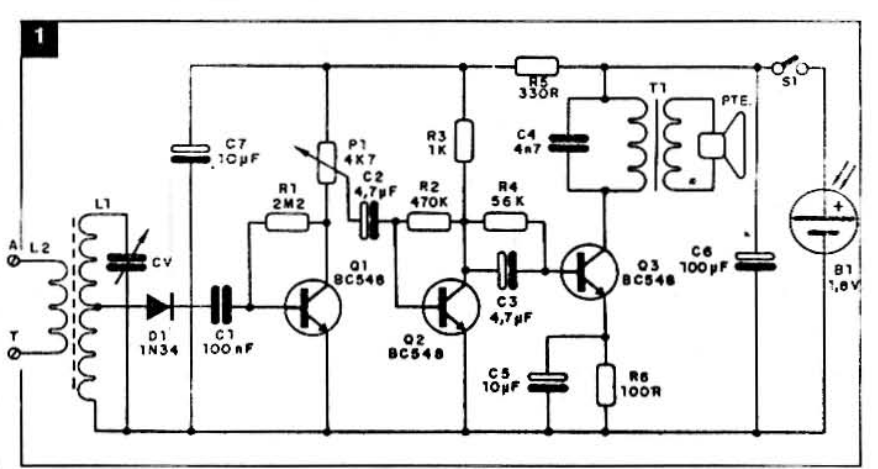 1
R5
330R
S1
T1
PTE.
C4
4n7
R3
1K
P1
4K7
C7
10µF
C2
4,7µF
R1
2M2
R2
470K
R4
56K
L1
A
L2
CV
+
Q1
BC548
Q3
BC548
C6
100µF
B1
1,8V
C3
4,7µF
T
D1
1N34
C1
100nF
Q2
BC548
C5
10µF
R6
100R